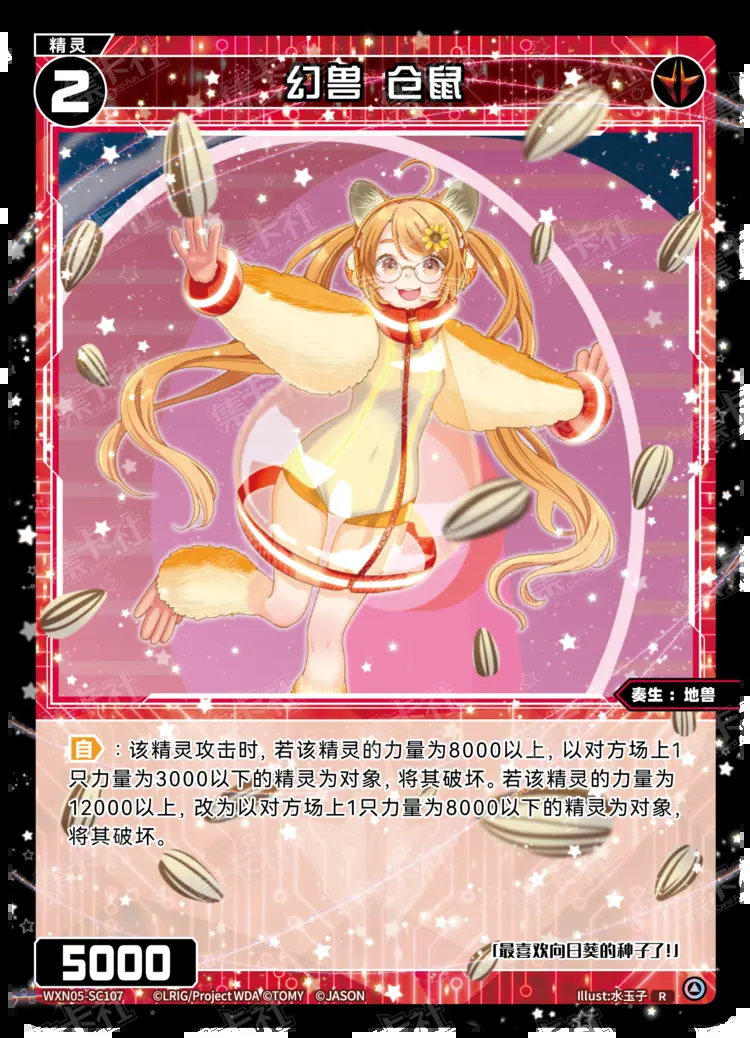 精灵
2
幻兽 仓鼠
奏生：地兽
自：该精灵攻击时，若该精灵的力量为8000以上，以对方场上1
只力量为3000以下的精灵为对象，将其破坏。若该精灵的力量为
12000以上，改为以对方场上1只力量为8000以下的精灵为对象，
将其破坏。
「最喜欢向日葵的种子了!」
5000
WXN05-SC107 ©LRIG/Project WDA ©TOMY ©JASON Illust:水玉子 R
集卡社